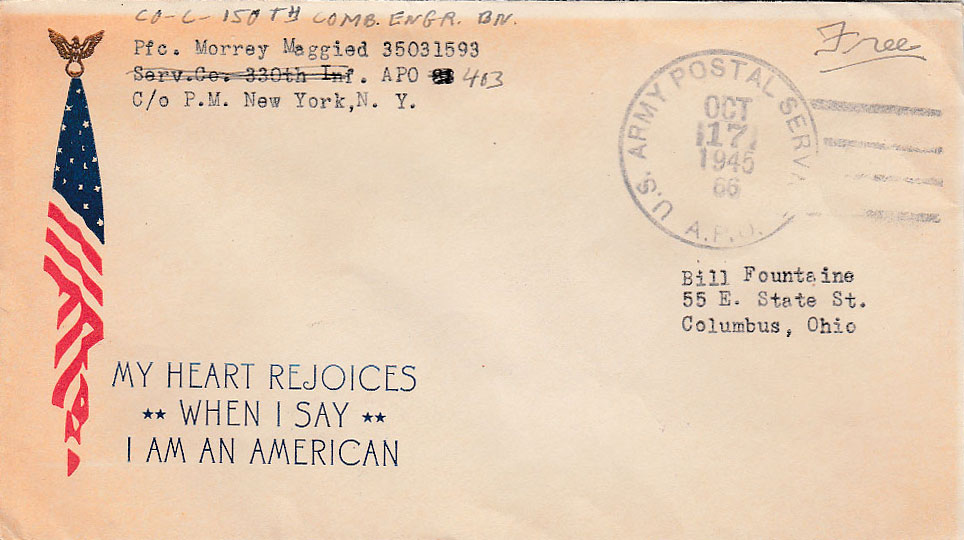 CO-C-150TH COMB. ENGR. BN.
Pfc. Morrey Maggied 35031593
Serv.Co. 330th Inf. APO 403
C/o P.M. New York,N. Y.
Free
U.S. ARMY POSTAL SERV
OCT
17
1945
66
A.P.O.
Bill Fountaine
55 E. State St.
Columbus, Ohio
MY HEART REJOICES
★★ WHEN I SAY ★★
I AM AN AMERICAN